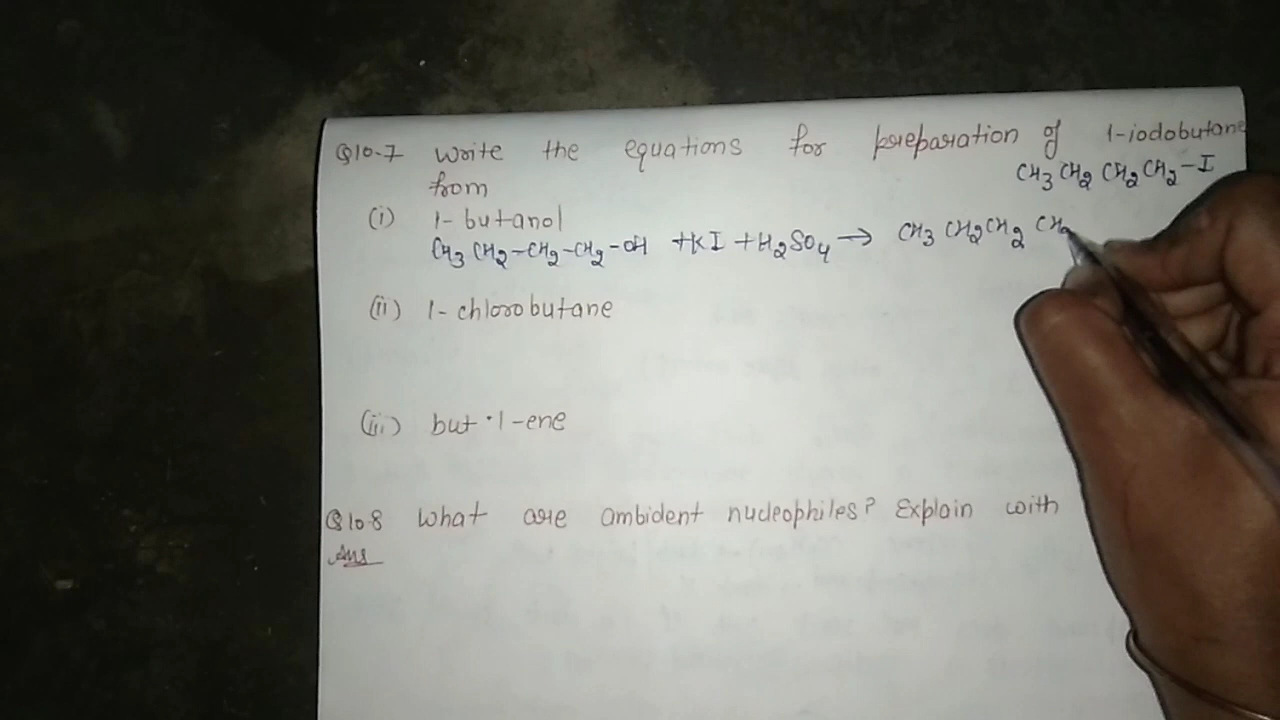 Q10.7 Write the equations for preparation of 1-iodobutane
from CH3 CH2 CH2 CH2 - I
(i) 1- butanol
CH3 CH2-CH2-CH2-OH +KI +H2SO4 → CH3 CH2 CH2 CH2
(ii) 1- chlorobutane
(iii) but-1-ene
Q10.8 What are ambident nucleophiles? Explain with
Ans